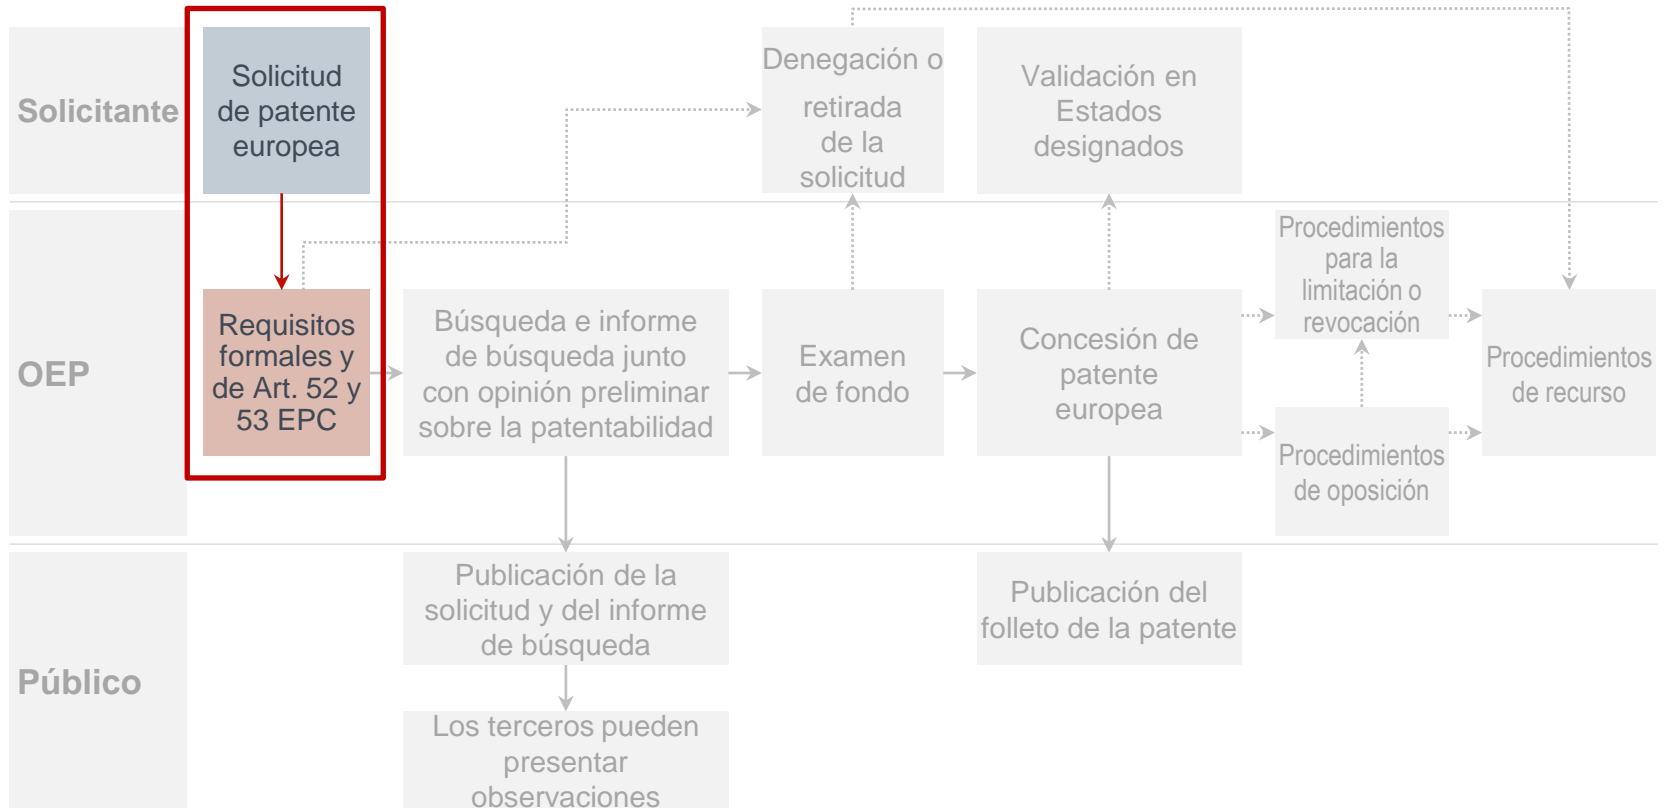 Solicitante
Solicitud
de patente
europea
Denegación o
retirada
de la
solicitud
Validación en
Estados
designados
OEP
Requisitos
formales y
de Art. 52 y
53 EPC
Búsqueda e informe
de búsqueda junto
con opinión preliminar
sobre la patentabilidad
Examen
de fondo
Concesión de
patente
europea
Procedimientos
para la
limitación o
revocación
Procedimientos
de oposición
Procedimientos
de recurso
Público
Publicación de la
solicitud y del informe
de búsqueda
Publicación del
folleto de la patente
Los terceros pueden
presentar
observaciones